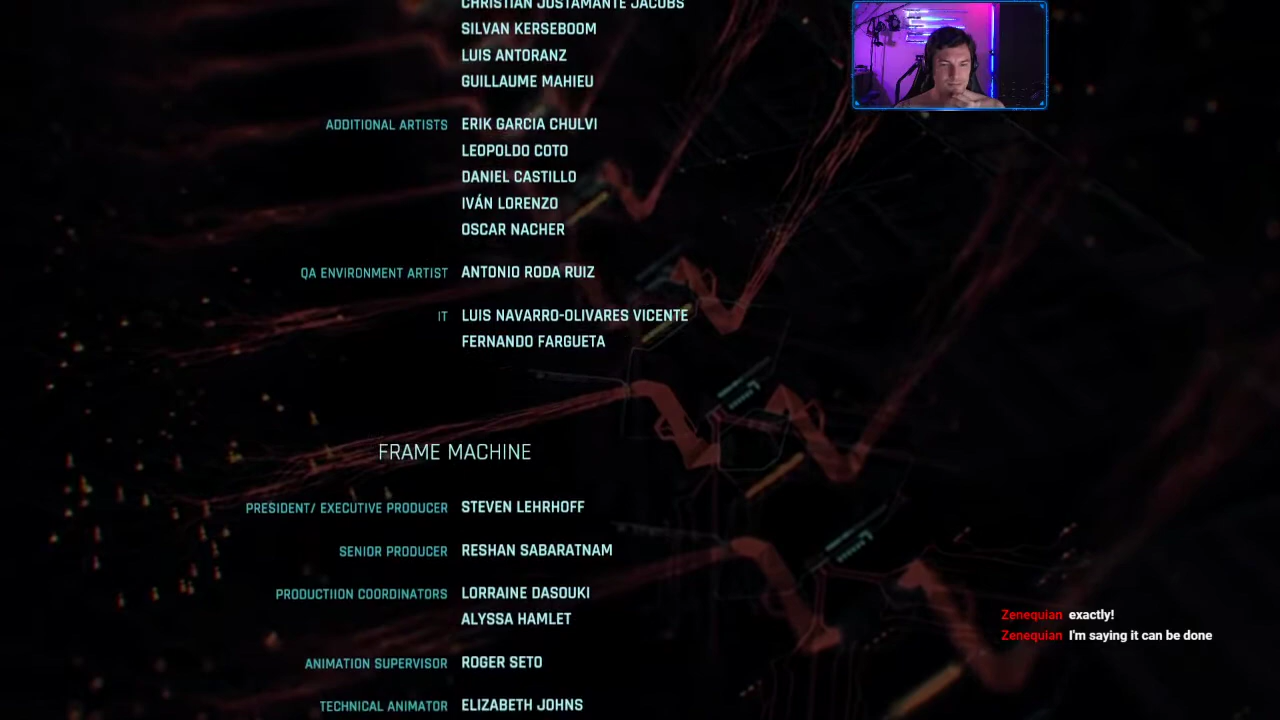 CHRISTIAN JUSTAMANTE JACOBS
SILVAN KERSEBOOM
LUIS ANTORANZ
GUILLAUME MAHIEU
ADDITIONAL ARTISTS ERIK GARCIA CHULVI
LEOPOLDO COTO
DANIEL CASTILLO
IVÁN LORENZO
OSCAR NACHER
QA ENVIRONMENT ARTIST ANTONIO RODA RUIZ
IT LUIS NAVARRO-OLIVARES VICENTE
FERNANDO FARGUETA
FRAME MACHINE
PRESIDENT/ EXECUTIVE PRODUCER STEVEN LEHRHOFF
SENIOR PRODUCER RESHAN SABARATNAM
PRODUCTIION COORDINATORS LORRAINE DASOUKI
ALYSSA HAMLET
ANIMATION SUPERVISOR ROGER SETO
TECHNICAL ANIMATOR ELIZABETH JOHNS
Zenequian exactly!
Zenequian I'm saying it can be done